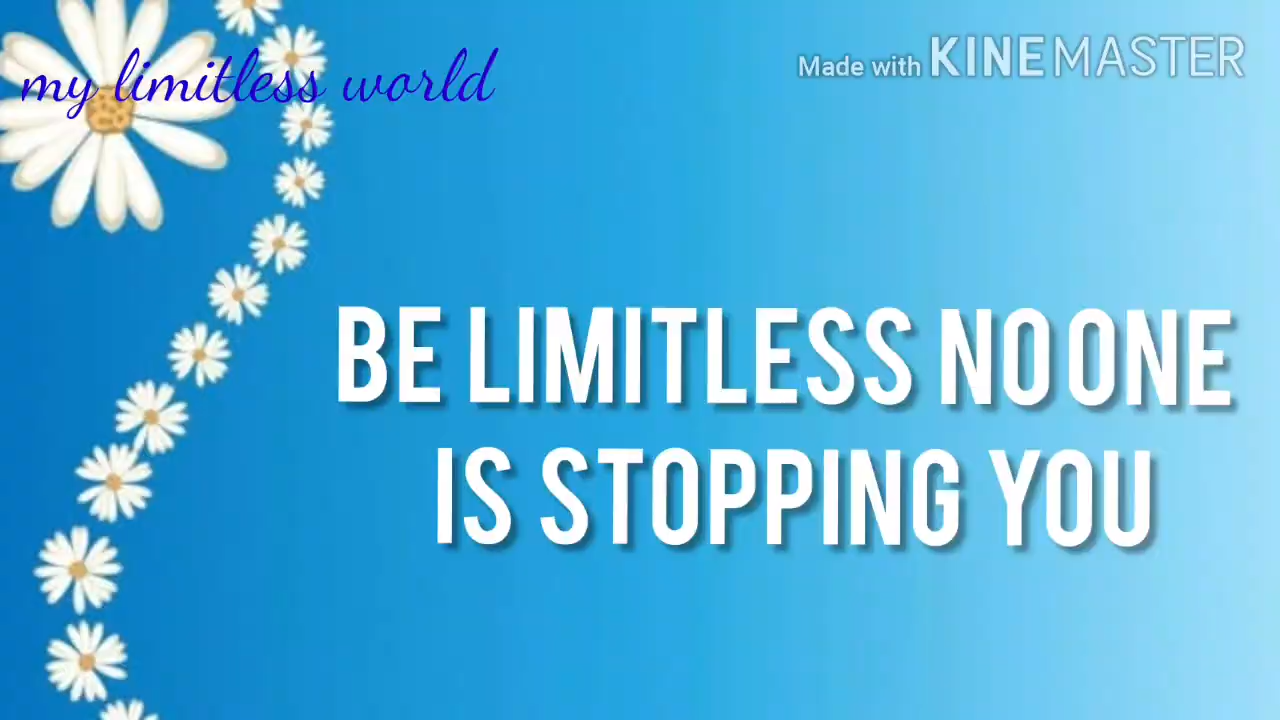 my limitless world
Made with KINEMASTER
BE LIMITLESS NO ONE
IS STOPPING YOU